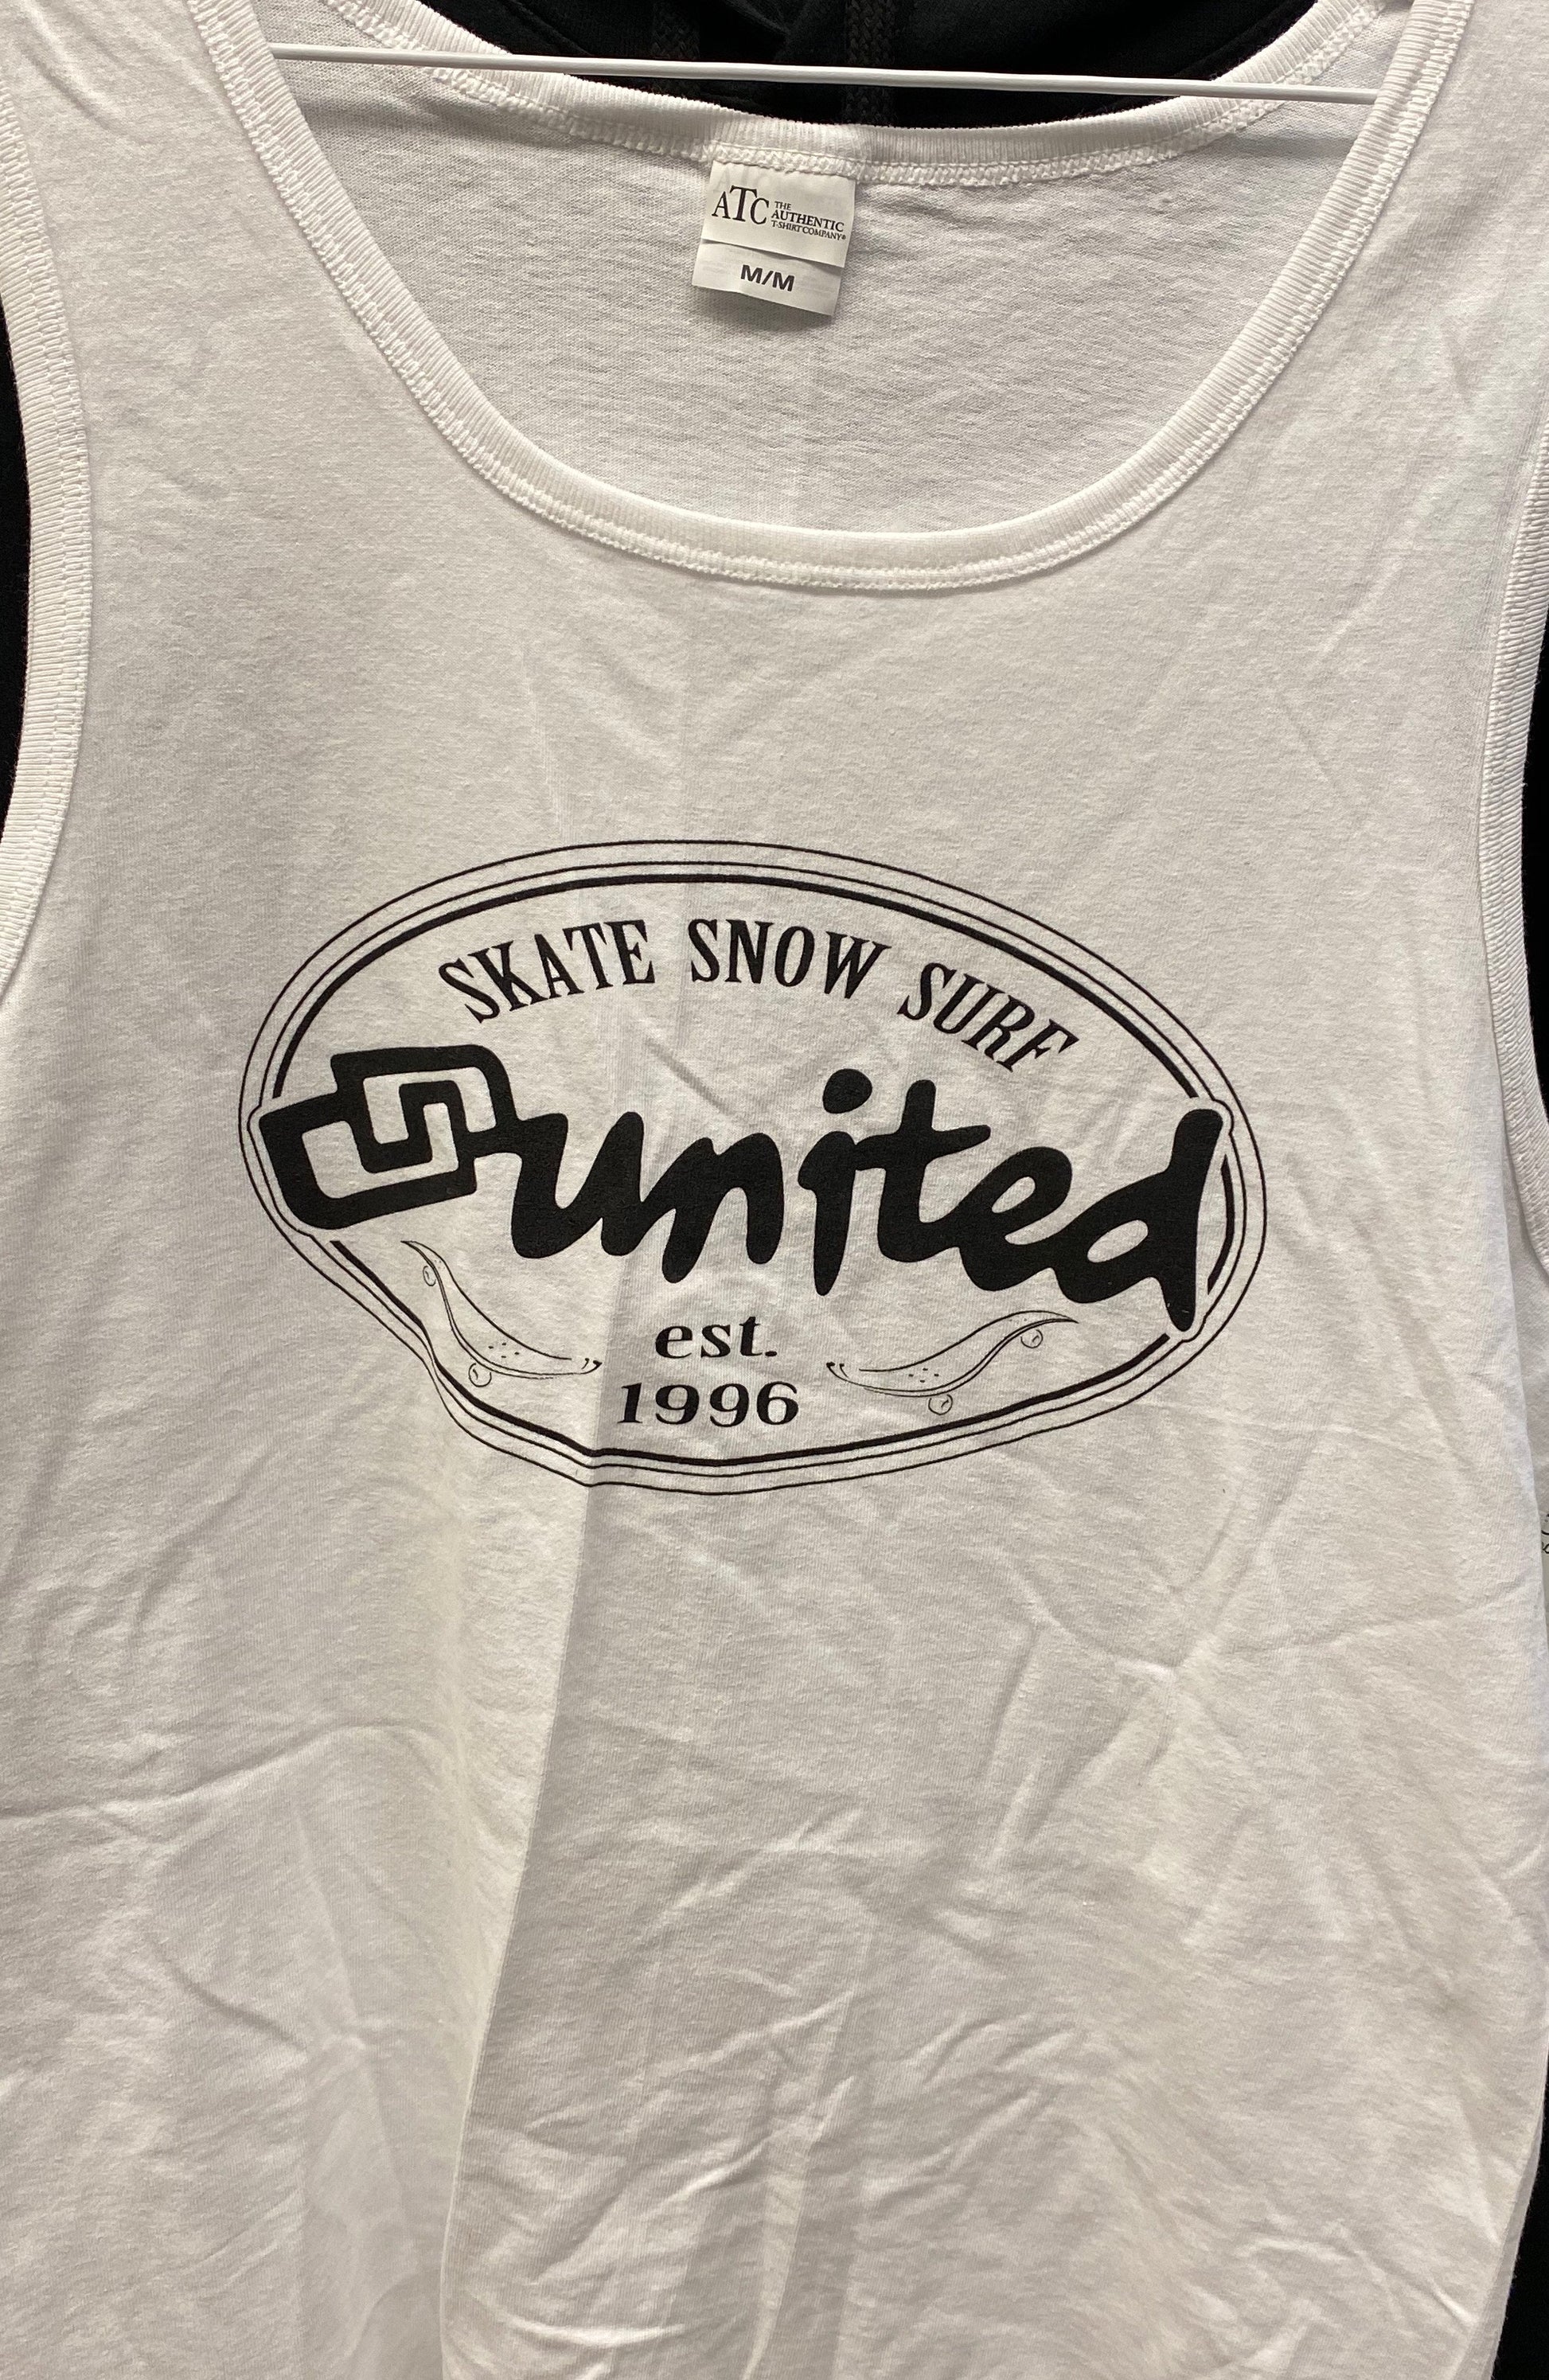 ATC THE
AUTHENTIC
T-SHIRT COMPANY®
M/M
SKATE SNOW SURF
united
est.
1996